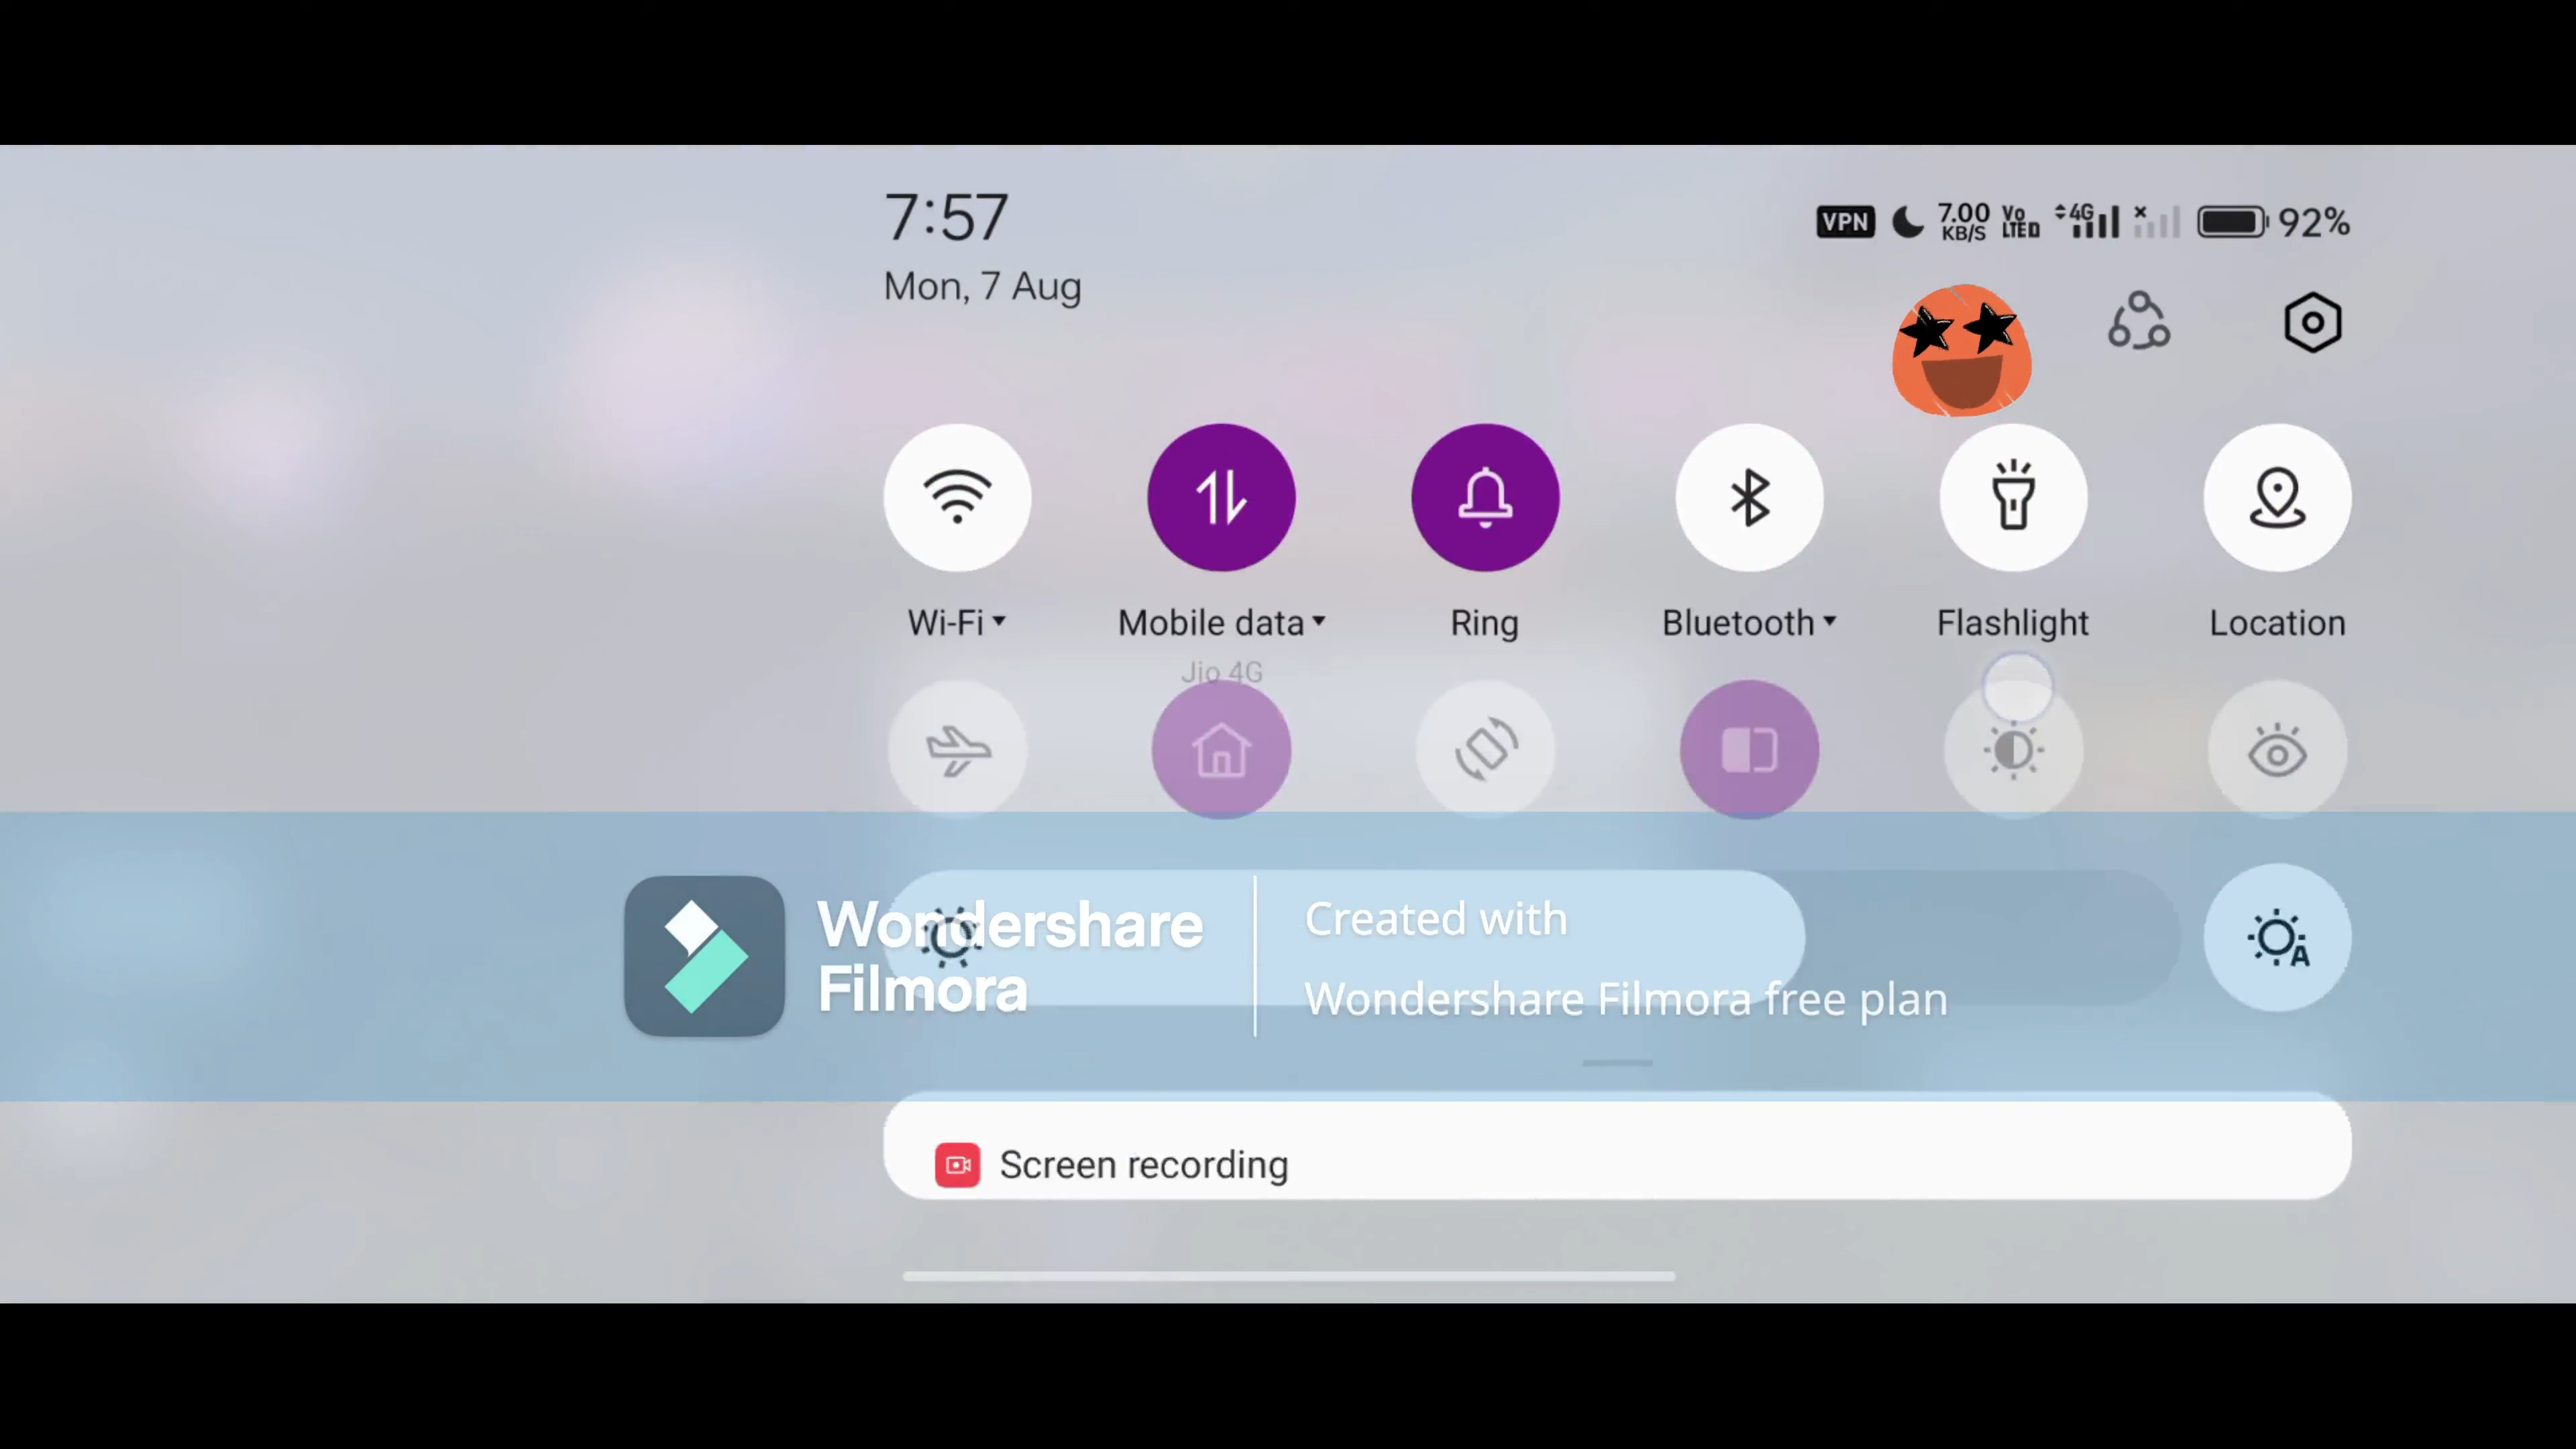 7:57
VPN 7.00 KB/S Vo LTE D 4G 92%
Mon, 7 Aug
Wi-Fi Mobile data Ring Bluetooth Flashlight Location
Jio 4G
A
Wondershare
Filmora
Created with
Wondershare Filmora free plan
Screen recording